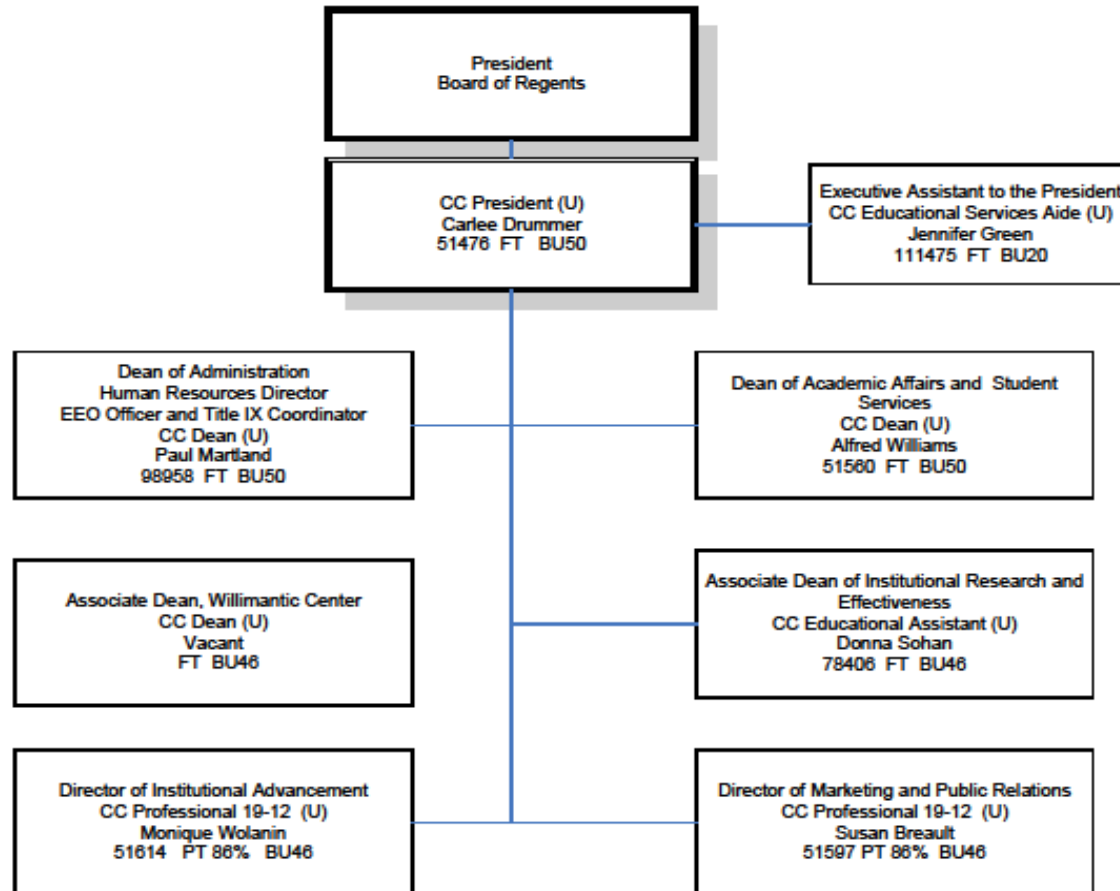 President
Board of Regents
CC President (U)
Carlee Drummer
51476 FT BU50
Executive Assistant to the President
CC Educational Services Aide (U)
Jennifer Green
111475 FT BU20
Dean of Administration
Human Resources Director
EEO Officer and Title IX Coordinator
CC Dean (U)
Paul Martland
98958 FT BU50
Dean of Academic Affairs and Student
Services
CC Dean (U)
Alfred Williams
51560 FT BU50
Associate Dean, Willimantic Center
CC Dean (U)
Vacant
FT BU46
Associate Dean of Institutional Research and
Effectiveness
CC Educational Assistant (U)
Donna Sohan
78406 FT BU46
Director of Institutional Advancement
CC Professional 19-12 (U)
Monique Wolanin
51614 PT 86% BU46
Director of Marketing and Public Relations
CC Professional 19-12 (U)
Susan Breault
51597 PT 86% BU46